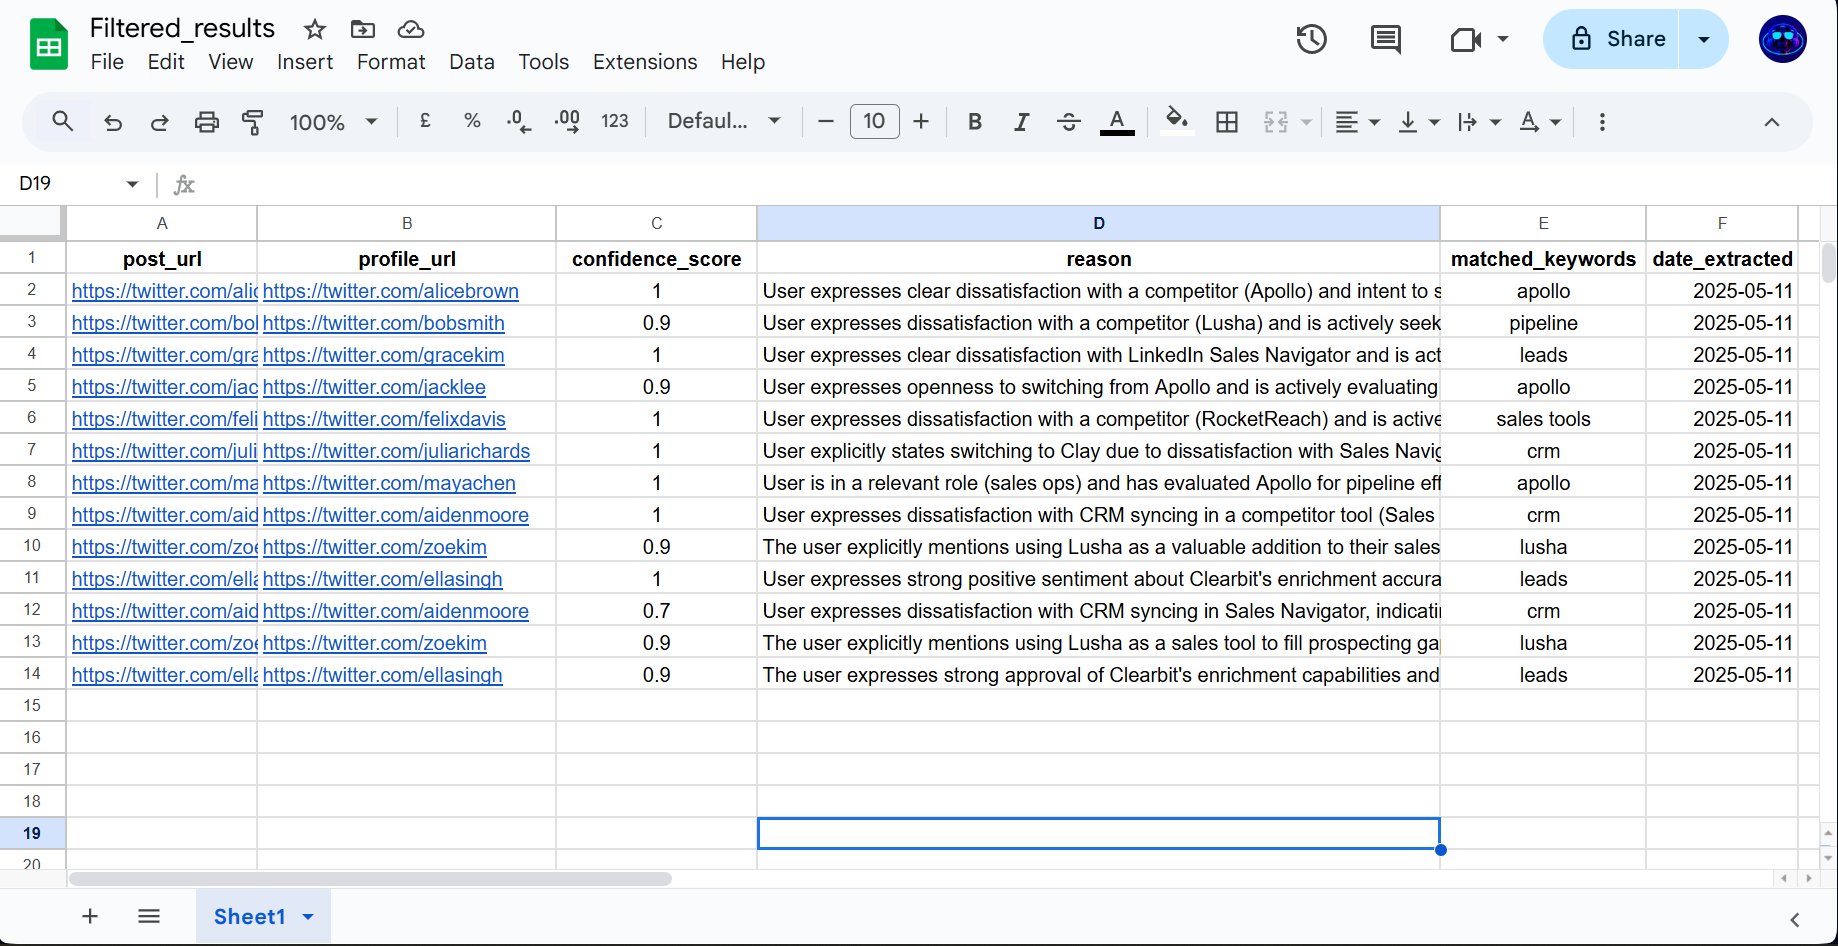 Filtered_results
File Edit View Insert Format Data Tools Extensions Help
Share
100% £ % .0 .00 123 Defaul... 10 B I S A
D19 fx
A B C D E F
1 post_url profile_url confidence_score reason matched_keywords date_extracted
2 https://twitter.com/alic https://twitter.com/alicebrown 1 User expresses clear dissatisfaction with a competitor (Apollo) and intent to s apollo 2025-05-11
3 https://twitter.com/bol https://twitter.com/bobsmith 0.9 User expresses dissatisfaction with a competitor (Lusha) and is actively seek pipeline 2025-05-11
4 https://twitter.com/gra https://twitter.com/gracekim 1 User expresses clear dissatisfaction with LinkedIn Sales Navigator and is act leads 2025-05-11
5 https://twitter.com/jac https://twitter.com/jacklee 0.9 User expresses openness to switching from Apollo and is actively evaluating apollo 2025-05-11
6 https://twitter.com/feli https://twitter.com/felixdavis 1 User expresses dissatisfaction with a competitor (RocketReach) and is active sales tools 2025-05-11
7 https://twitter.com/juli https://twitter.com/juliarichards 1 User explicitly states switching to Clay due to dissatisfaction with Sales Navig crm 2025-05-11
8 https://twitter.com/ma https://twitter.com/mayachen 1 User is in a relevant role (sales ops) and has evaluated Apollo for pipeline eff apollo 2025-05-11
9 https://twitter.com/aid https://twitter.com/aidenmoore 1 User expresses dissatisfaction with CRM syncing in a competitor tool (Sales crm 2025-05-11
10 https://twitter.com/zoe https://twitter.com/zoekim 0.9 The user explicitly mentions using Lusha as a valuable addition to their sales lusha 2025-05-11
11 https://twitter.com/ella https://twitter.com/ellasingh 1 User expresses strong positive sentiment about Clearbit's enrichment accura leads 2025-05-11
12 https://twitter.com/aid https://twitter.com/aidenmoore 0.7 User expresses dissatisfaction with CRM syncing in Sales Navigator, indicati crm 2025-05-11
13 https://twitter.com/zoe https://twitter.com/zoekim 0.9 The user explicitly mentions using Lusha as a sales tool to fill prospecting ga lusha 2025-05-11
14 https://twitter.com/ella https://twitter.com/ellasingh 0.9 The user expresses strong approval of Clearbit's enrichment capabilities and leads 2025-05-11
15
16
17
18
19
20
Sheet1